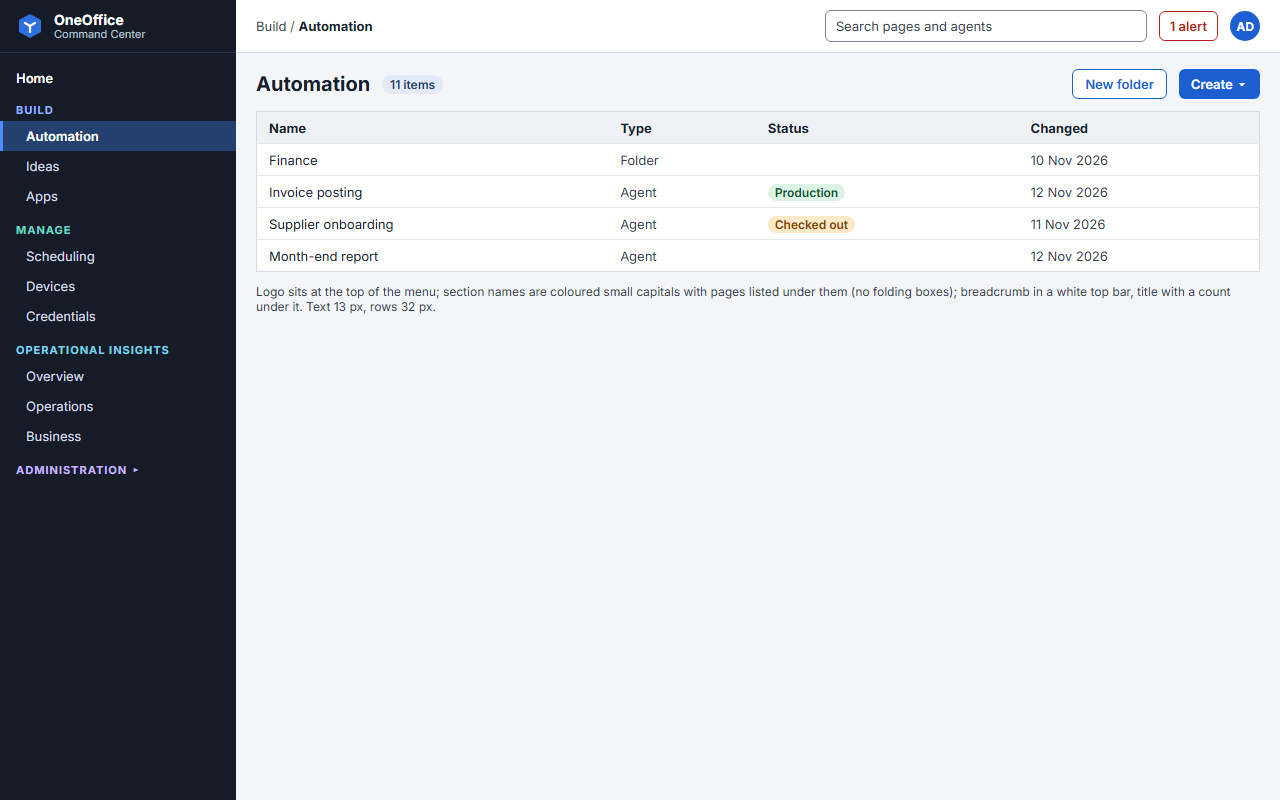 OneOffice
Command Center
Home
BUILD
Automation
Ideas
Apps
MANAGE
Scheduling
Devices
Credentials
OPERATIONAL INSIGHTS
Overview
Operations
Business
ADMINISTRATION
Build / Automation
Search pages and agents
1 alert
AD
Automation
11 items
New folder
Create
Name Type Status Changed
Finance Folder 10 Nov 2026
Invoice posting Agent Production 12 Nov 2026
Supplier onboarding Agent Checked out 11 Nov 2026
Month-end report Agent 12 Nov 2026
Logo sits at the top of the menu; section names are coloured small capitals with pages listed under them (no folding boxes); breadcrumb in a white top bar, title with a count
under it. Text 13 px, rows 32 px.